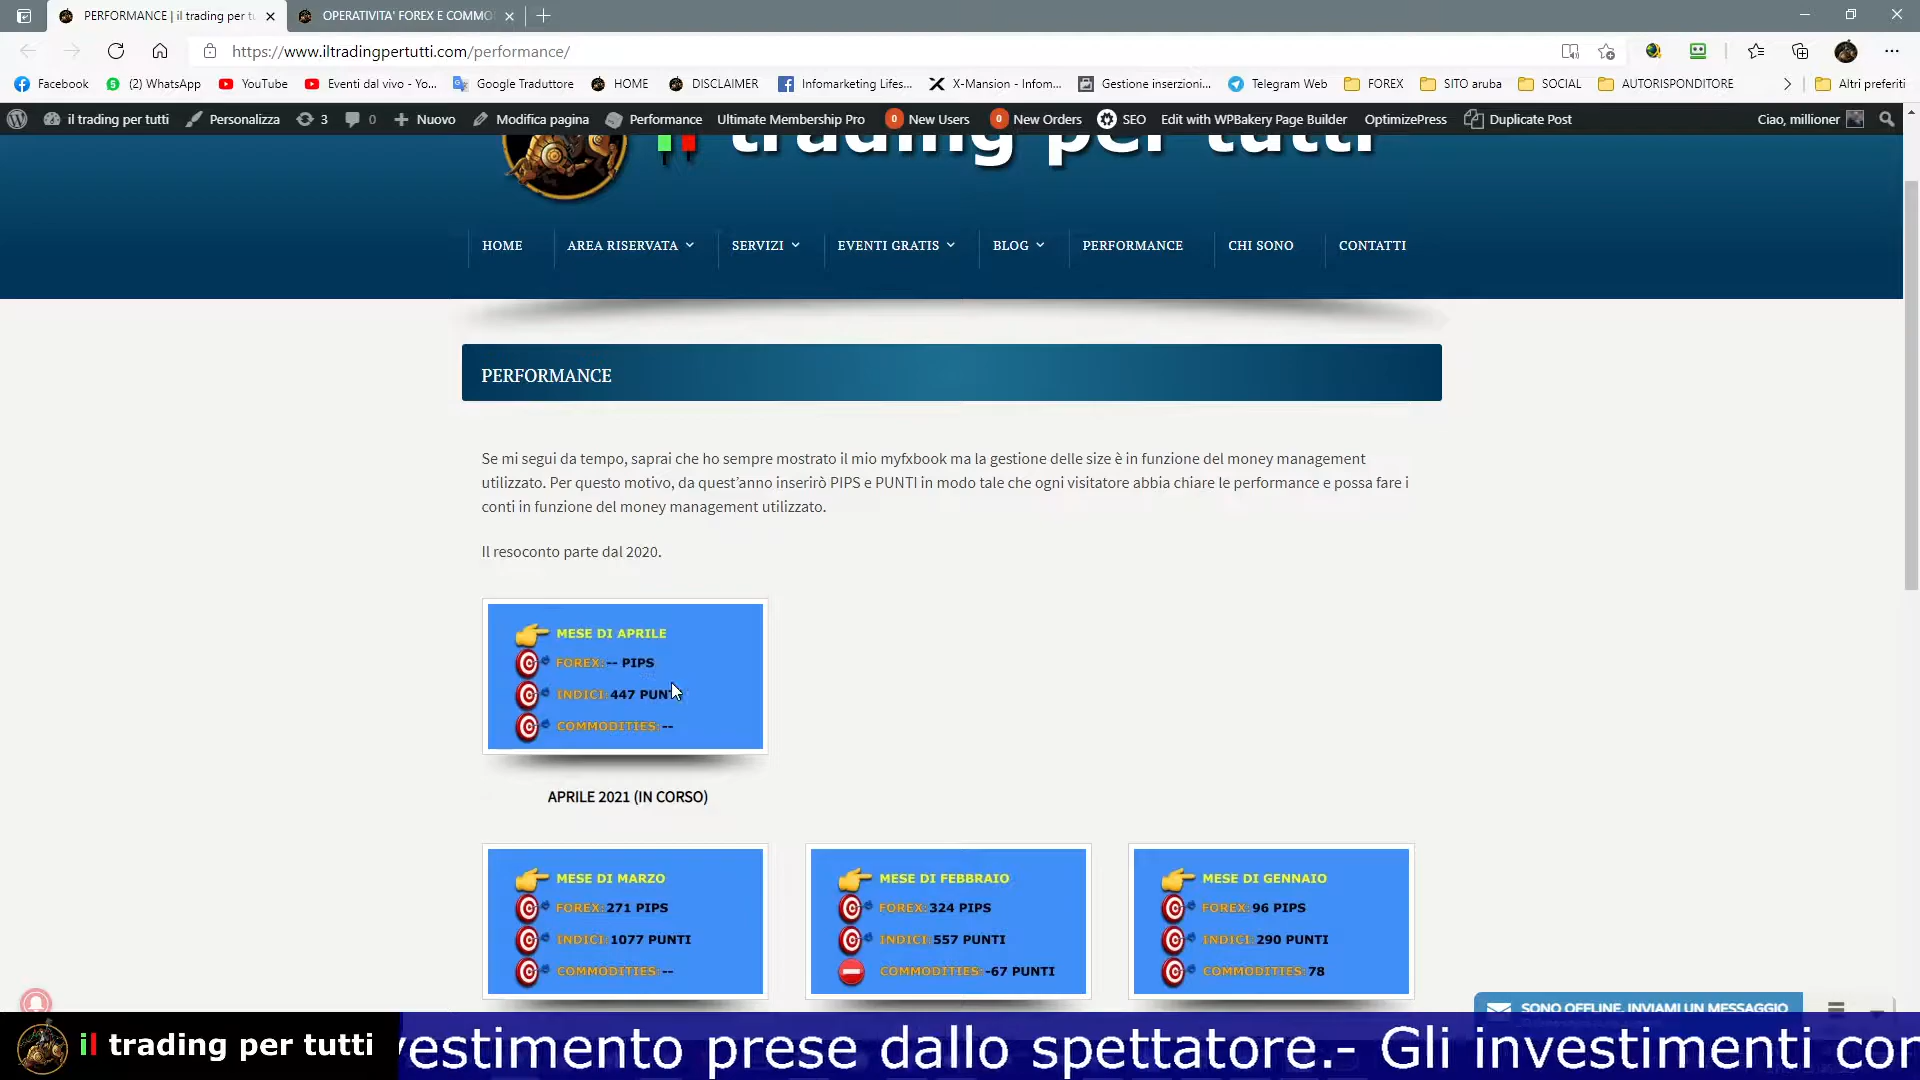 PERFORMANCE | il trading per tu
OPERATIVITA' FOREX E COMMO
https://www.iltradingpertutti.com/performance/
Facebook
(2) WhatsApp
YouTube
Eventi dal vivo - Yo...
Google Traduttore
HOME
DISCLAIMER
Infomarketing Lifes...
X-Mansion - Infom...
Gestione inserzioni...
Telegram Web
FOREX
SITO aruba
SOCIAL
AUTORISPONDITORE
Altri preferiti
il trading per tutti
Personalizza
3
0
Nuovo
Modifica pagina
Performance
Ultimate Membership Pro
0 New Users
0 New Orders
SEO
Edit with WPBakery Page Builder
OptimizePress
Duplicate Post
Ciao, millioner
trading per tutti
HOME
AREA RISERVATA
SERVIZI
EVENTI GRATIS
BLOG
PERFORMANCE
CHI SONO
CONTATTI
PERFORMANCE
Se mi segui da tempo, saprai che ho sempre mostrato il mio myfxbook ma la gestione delle size è in funzione del money management
utilizzato. Per questo motivo, da quest'anno inserirò PIPS e PUNTI in modo tale che ogni visitatore abbia chiare le performance e possa fare i
conti in funzione del money management utilizzato.
Il resoconto parte dal 2020.
MESE DI APRILE
FOREX: -- PIPS
INDICI: 447 PUNT
COMMODITIES: --
APRILE 2021 (IN CORSO)
MESE DI MARZO
FOREX: 271 PIPS
INDICI: 1077 PUNTI
COMMODITIES: --
MESE DI FEBBRAIO
FOREX: 324 PIPS
INDICI: 557 PUNTI
COMMODITIES: -67 PUNTI
MESE DI GENNAIO
FOREX: 96 PIPS
INDICI: 290 PUNTI
COMMODITIES: 78
SONO OFFLINE, INVIAMI UN MESSAGGIO
il trading per tutti
vestimento prese dallo spettatore.- Gli investimenti con